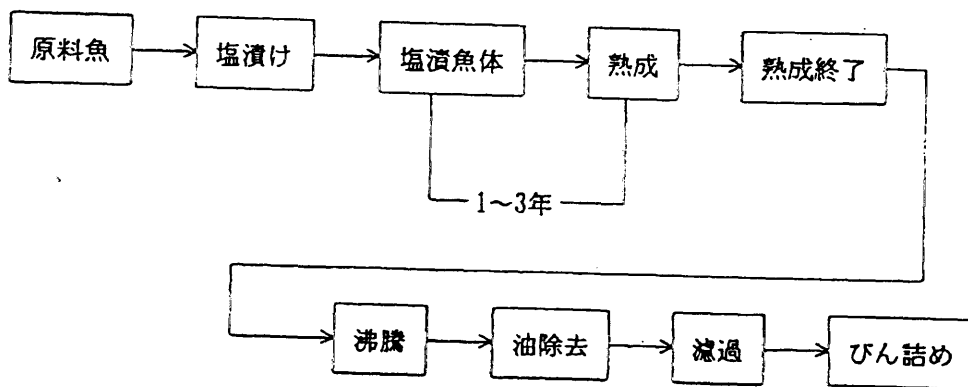 原料魚
塩漬け
塩漬魚体
熟成
熟成終了
1～3年
沸騰
油除去
濾過
びん詰め